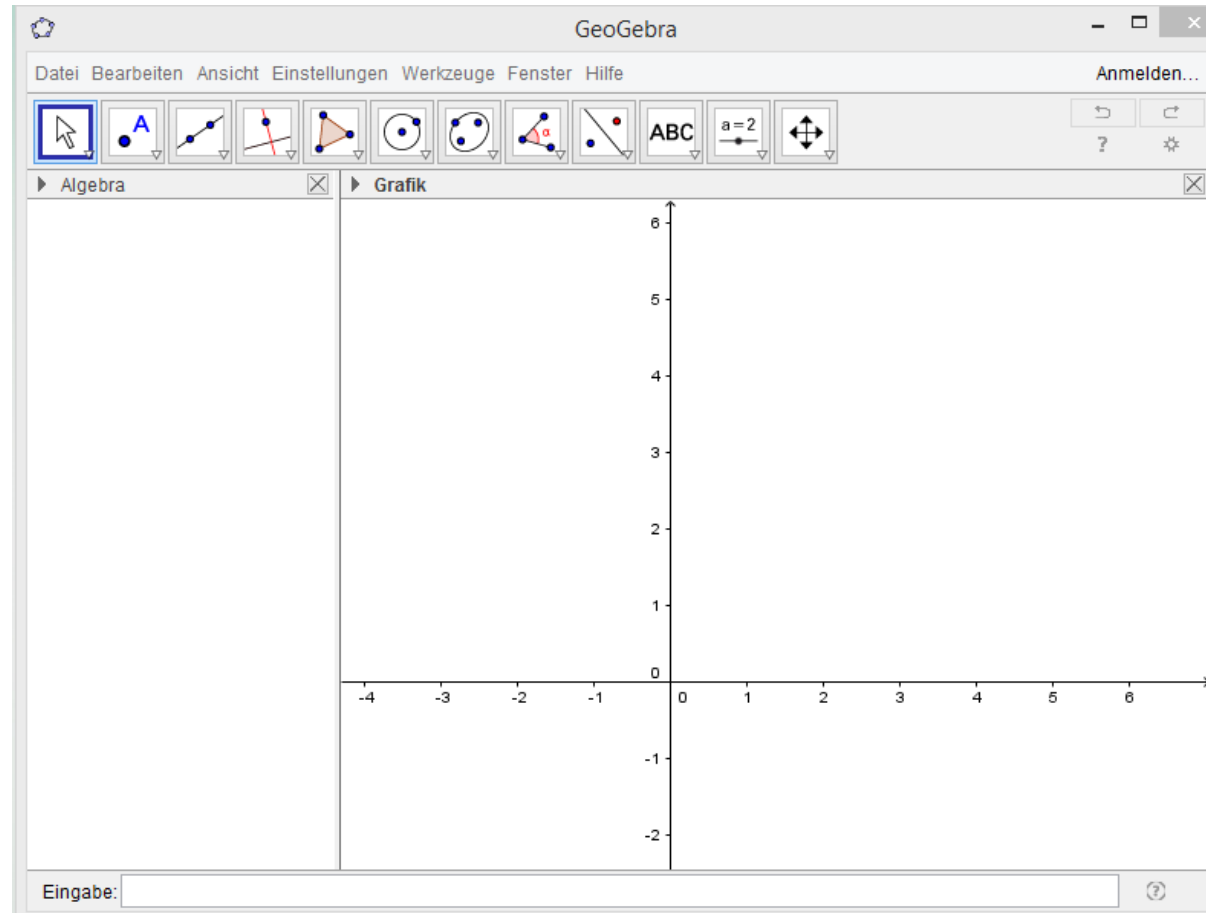 GeoGebra
Datei Bearbeiten Ansicht Einstellungen Werkzeuge Fenster Hilfe Anmelden...
A α ABC a=2 ?
Algebra Grafik
6
5
4
3
2
1
0
-4 -3 -2 -1 0 1 2 3 4 5 6
-1
-2
Eingabe: ?